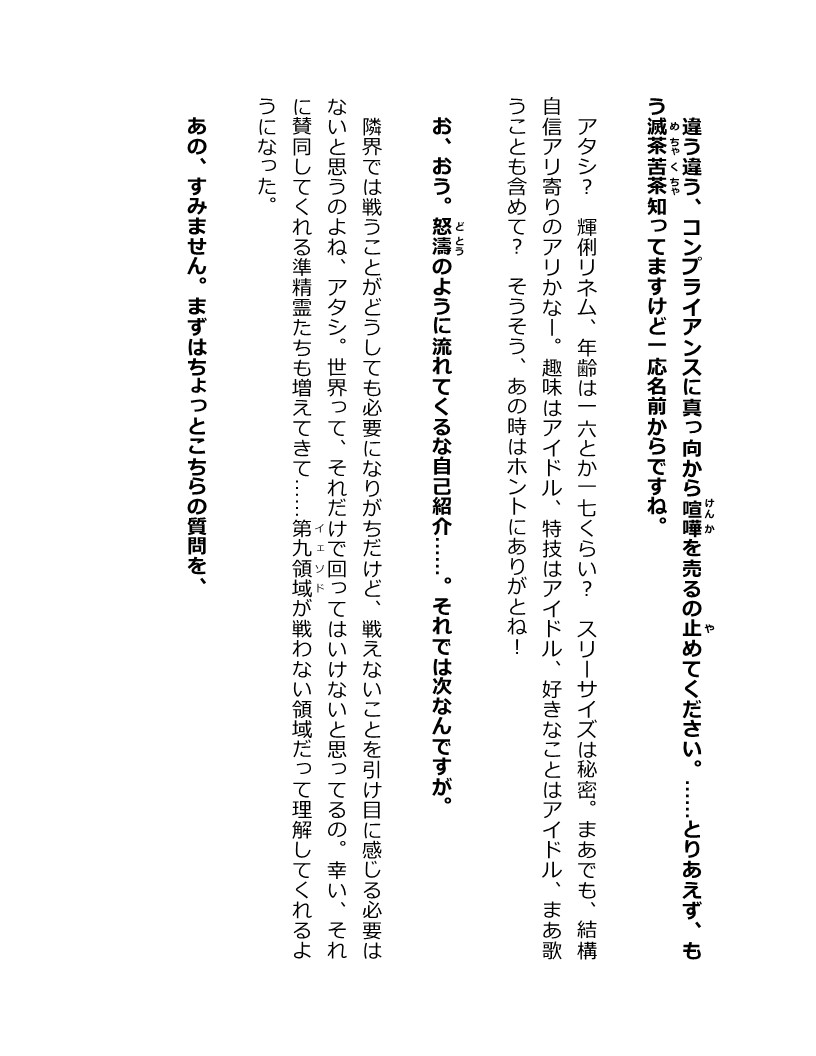 違う違う、コンプライアンスに真っ向から喧嘩を売るの止めてください。……とりあえず、も
う滅茶苦茶知ってますけど一応名前からですね。
アタシ？　輝俐リネム、年齢は一六とか一七くらい？　スリーサイズは秘密。まあでも、結構
自信アリ寄りのアリかなー。趣味はアイドル、特技はアイドル、好きなことはアイドル、まあ歌
うことも含めて？　そうそう、あの時はホントにありがとね！
お、おう。怒濤のように流れてくるな自己紹介……。それでは次なんですが。
隣界では戦うことがどうしても必要になりがちだけど、戦えないことを引け目に感じる必要は
ないと思うのよね、アタシ。世界って、それだけで回ってはいけないと思ってるの。幸い、それ
に賛同してくれる準精霊たちも増えてきて……第九領域が戦わない領域だって理解してくれるよ
うになった。
あの、すみません。まずはちょっとこちらの質問を、